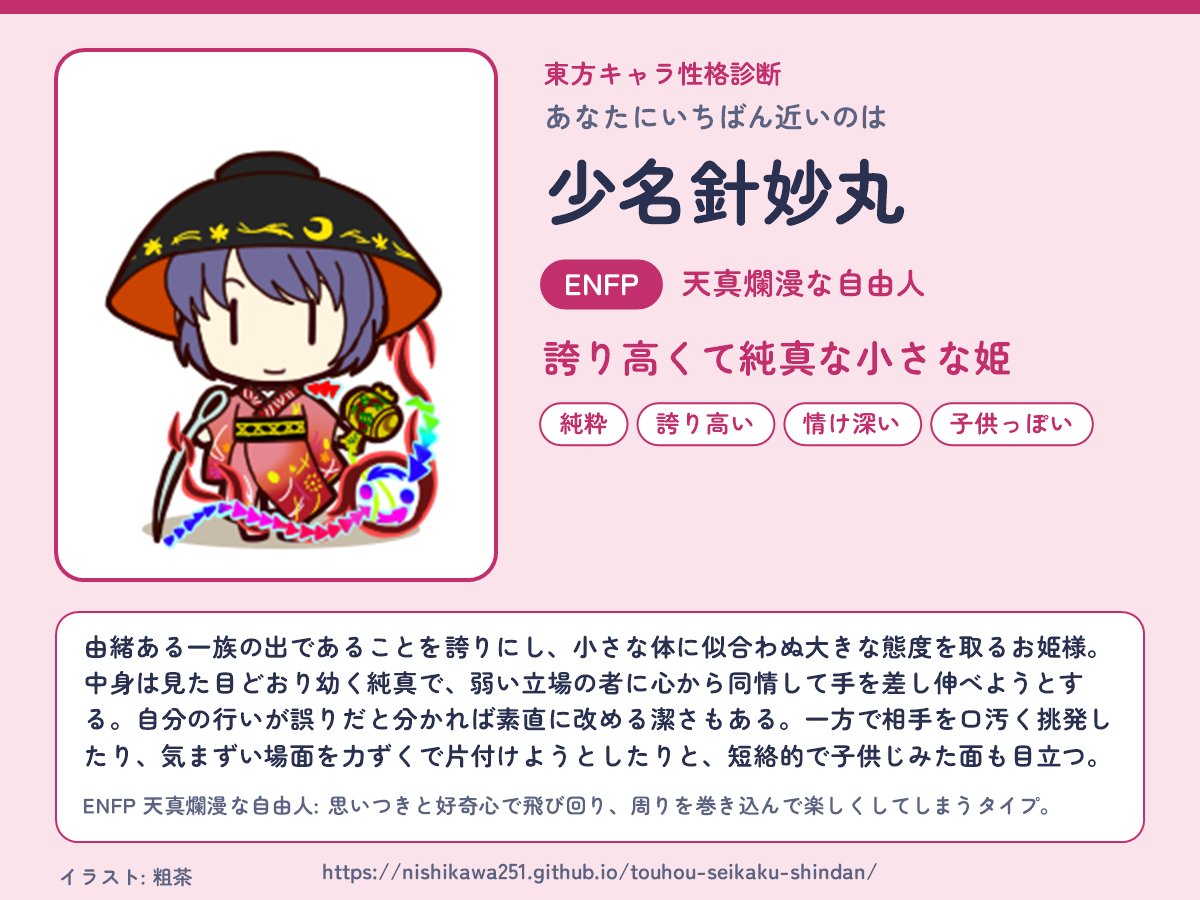 東方キャラ性格診断
あなたにいちばん近いのは
少名針妙丸
ENFP 天真爛漫な自由人
誇り高くて純真な小さな姫
純粋 誇り高い 情け深い 子供っぽい
由緒ある一族の出であることを誇りにし、小さな体に似合わぬ大きな態度を取るお姫様。
中身は見た目どおり幼く純真で、弱い立場の者に心から同情して手を差し伸べようとす
る。自分の行いが誤りだと分かれば素直に改める潔さもある。一方で相手を口汚く挑発し
たり、気まずい場面を力ずくで片付けようとしたりと、短絡的で子供じみた面も目立つ。
ENFP 天真爛漫な自由人: 思いつきと好奇心で飛び回り、周りを巻き込んで楽しくしてしまうタイプ。
イラスト: 粗茶
https://nishikawa251.github.io/touhou-seikaku-shindan/